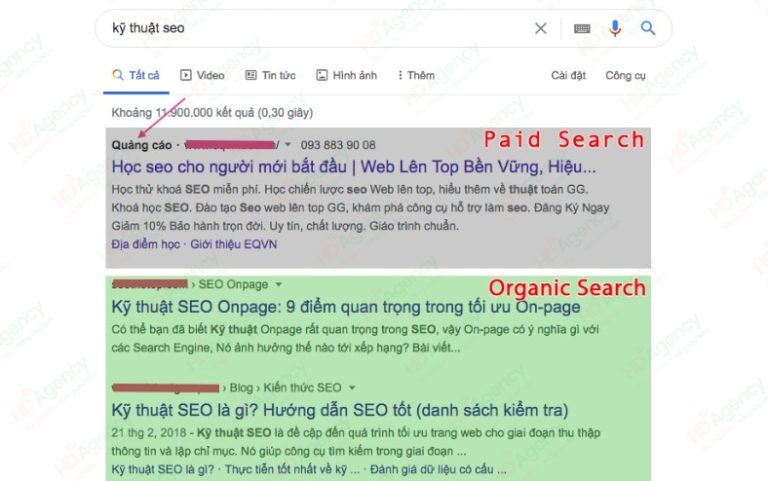 kỹ thuật seo
Tất cả Video Tin tức Hình ảnh Thêm Cài đặt Công cụ
Khoảng 11.900.000 kết quả (0,30 giây)
Quảng cáo · / 093 883 90 08 Paid Search
Học seo cho người mới bắt đầu | Web Lên Top Bền Vững, Hiệu...
Học thử khoá SEO miễn phí. Học chiến lược seo Web lên top, hiểu thêm về thuật toán GG.
Khoá học SEO. Đào tạo Seo web lên top GG, khám phá công cụ hỗ trợ làm seo. Đăng Ký Ngay
Giảm 10% Bảo hành trọn đời. Uy tín, chất lượng. Giáo trình chuẩn.
Địa điểm học · Giới thiệu EQVN
› SEO Onpage Organic Search
Kỹ thuật SEO Onpage: 9 điểm quan trọng trong tối ưu On-page
Có thể bạn đã biết Kỹ thuật Onpage rất quan trọng trong SEO, vậy On-page có ý nghĩa gì với
các Search Engine, Nó ảnh hưởng thế nào tới xếp hạng? Bài viết...
› Blog › Kiến thức SEO
Kỹ thuật SEO là gì? Hướng dẫn SEO tốt (danh sách kiểm tra)
21 thg 2, 2018 - Kỹ thuật SEO là đề cập đến quá trình tối ưu trang web cho giai đoạn thu thập
thông tin và lập chỉ mục. Nó giúp công cụ tìm kiếm trong giai đoạn ...
Kỹ thuật SEO là gì? · Thực tiễn tốt nhất về kỹ ... · Đánh giá dữ liệu có cấu ...
HD Agency